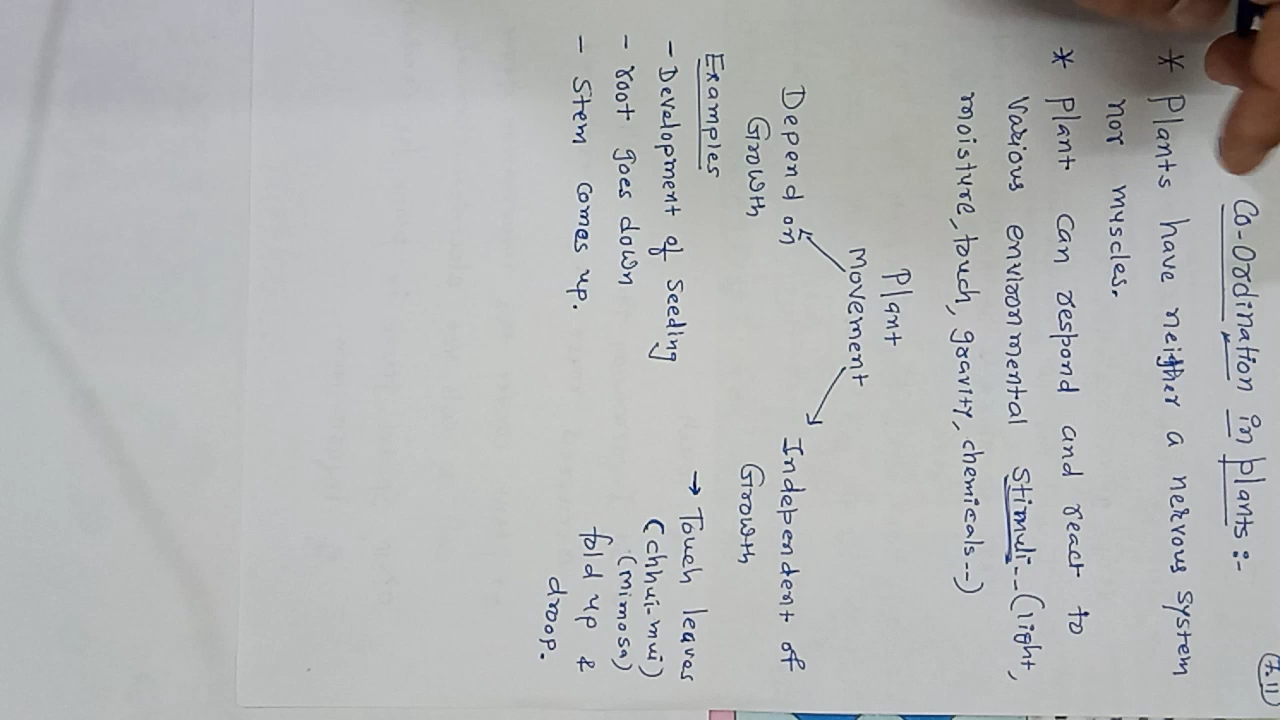 7.11
Co-Ordination in plants :-
* Plants have neither a nervous system
nor muscles.
* Plant can respond and react to
Various environmental stimuli -- (light,
moisture, touch, gravity, chemicals --)
Plant
Movement
Depend on
Growth
Independent of
Growth
Examples
- Development of Seeding
- root goes down
- Stem comes up.
→ Touch leaves
(chhui-mui)
(mimosa)
fold up &
droop.